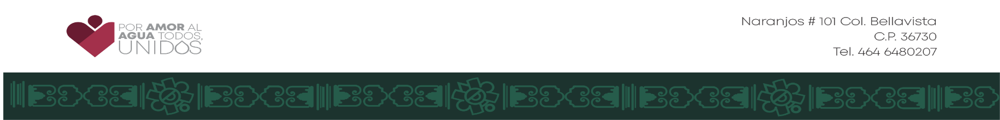 POR AMOR AL
AGUA TODOS,
UNIDOS
Naranjos # 101 Col. Bellavista
C.P. 36730
Tel. 464 6480207